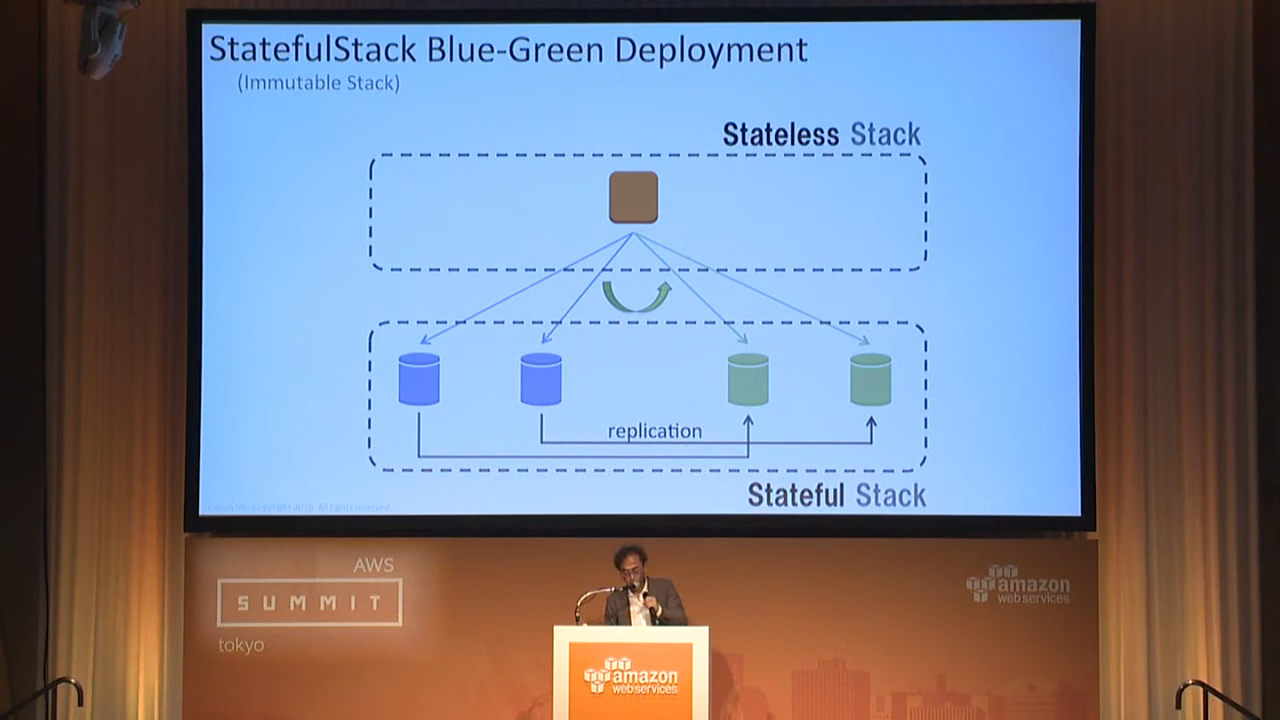 StatefulStack Blue-Green Deployment
(Immutable Stack)
Stateless Stack
replication
Stateful Stack
AWS
SUMMIT
tokyo
amazon
webservices
amazon
webservices